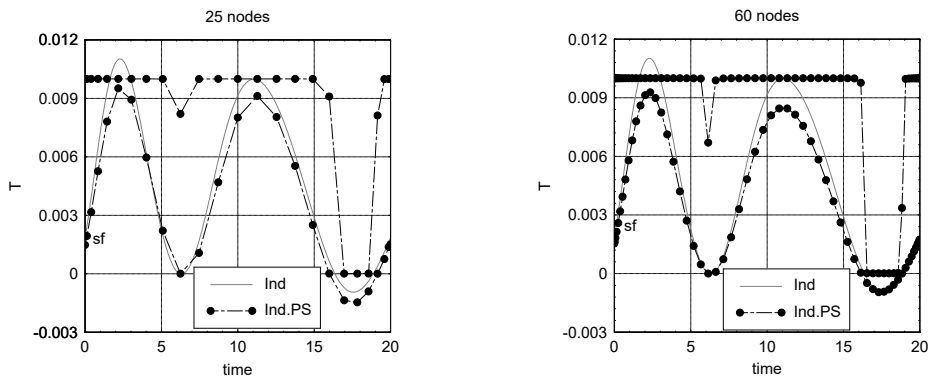 25 nodes
0.012
0.009
0.006
0.003
0
-0.003
T
sf
Ind
Ind.PS
0 5 10 15 20
time
60 nodes
0.012
0.009
0.006
0.003
0
-0.003
T
sf
Ind
Ind.PS
0 5 10 15 20
time